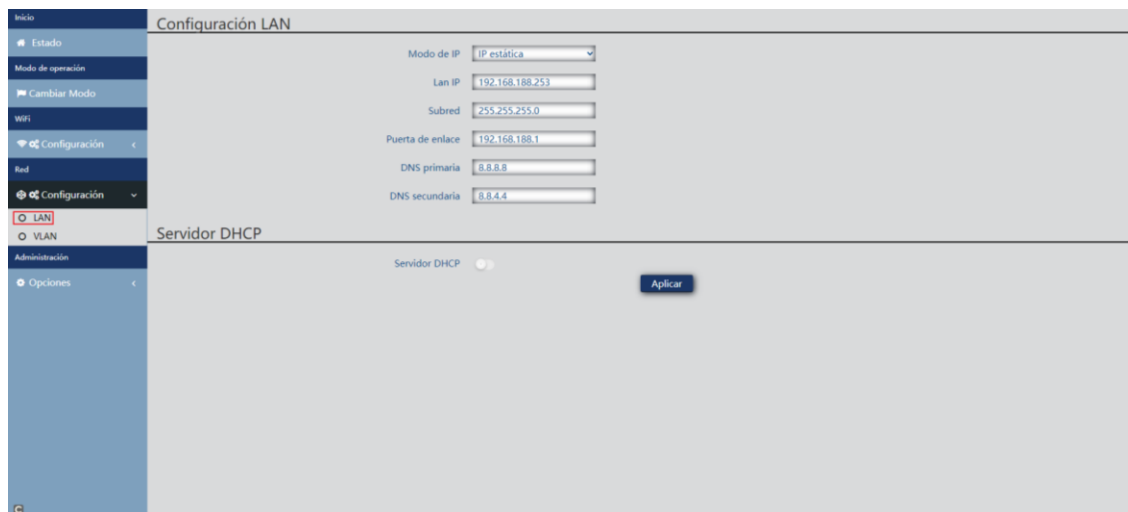 Inicio
Estado
Modo de operación
Cambiar Modo
WiFi
Configuración
Red
Configuración
LAN
VLAN
Administración
Opciones
Configuración LAN
Modo de IP IP estática
Lan IP 192.168.188.253
Subred 255.255.255.0
Puerta de enlace 192.168.188.1
DNS primaria 8.8.8.8
DNS secundaria 8.8.4.4
Servidor DHCP
Servidor DHCP
Aplicar